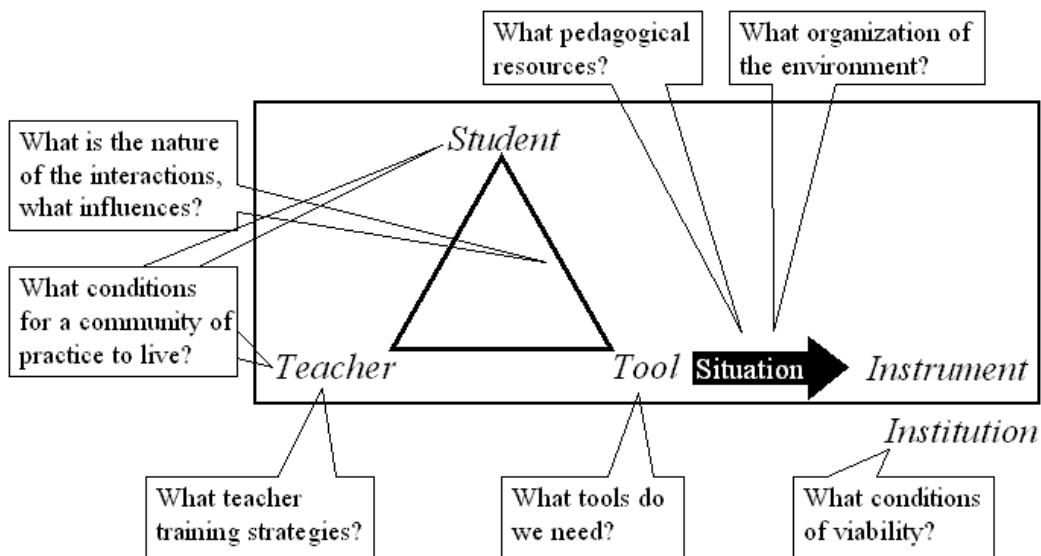 What pedagogical
resources?
What organization of
the environment?
What is the nature
of the interactions,
what influences?
Student
What conditions
for a community of
practice to live?
Teacher
Tool
Situation
Instrument
Institution
What teacher
training strategies?
What tools do
we need?
What conditions
of viability?